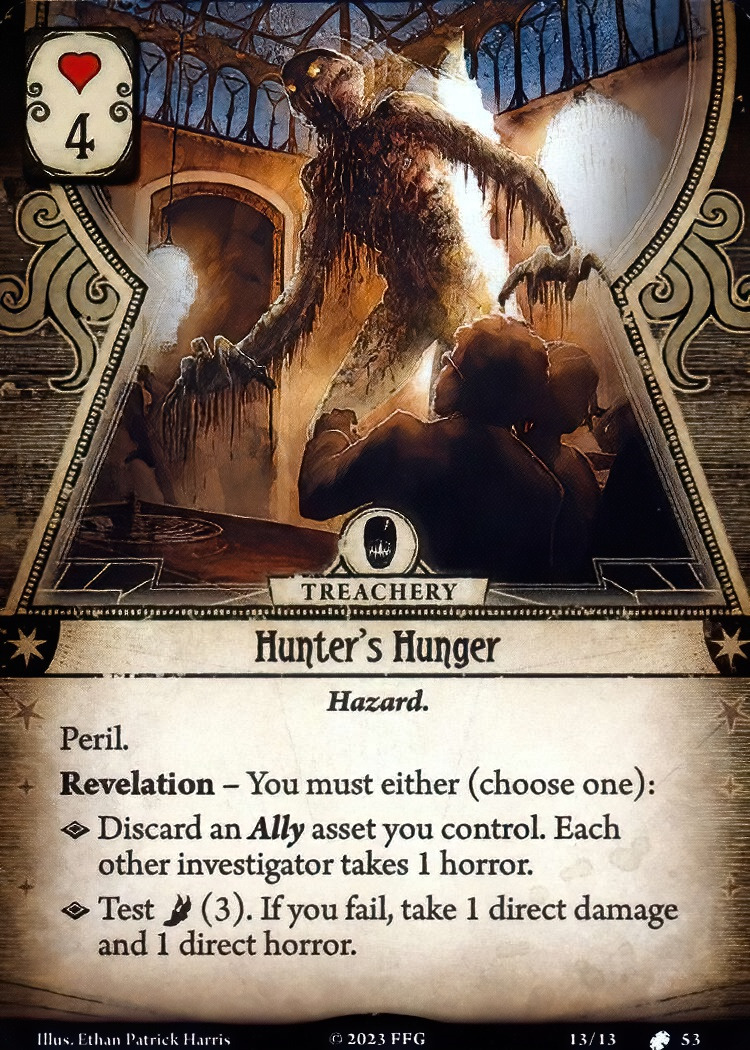 4
TREACHERY
Hunter's Hunger
Hazard.
Peril.
Revelation – You must either (choose one):
Discard an Ally asset you control. Each
other investigator takes 1 horror.
Test (3). If you fail, take 1 direct damage
and 1 direct horror.
Illus. Ethan Patrick Harris © 2023 FFG 13/13 53